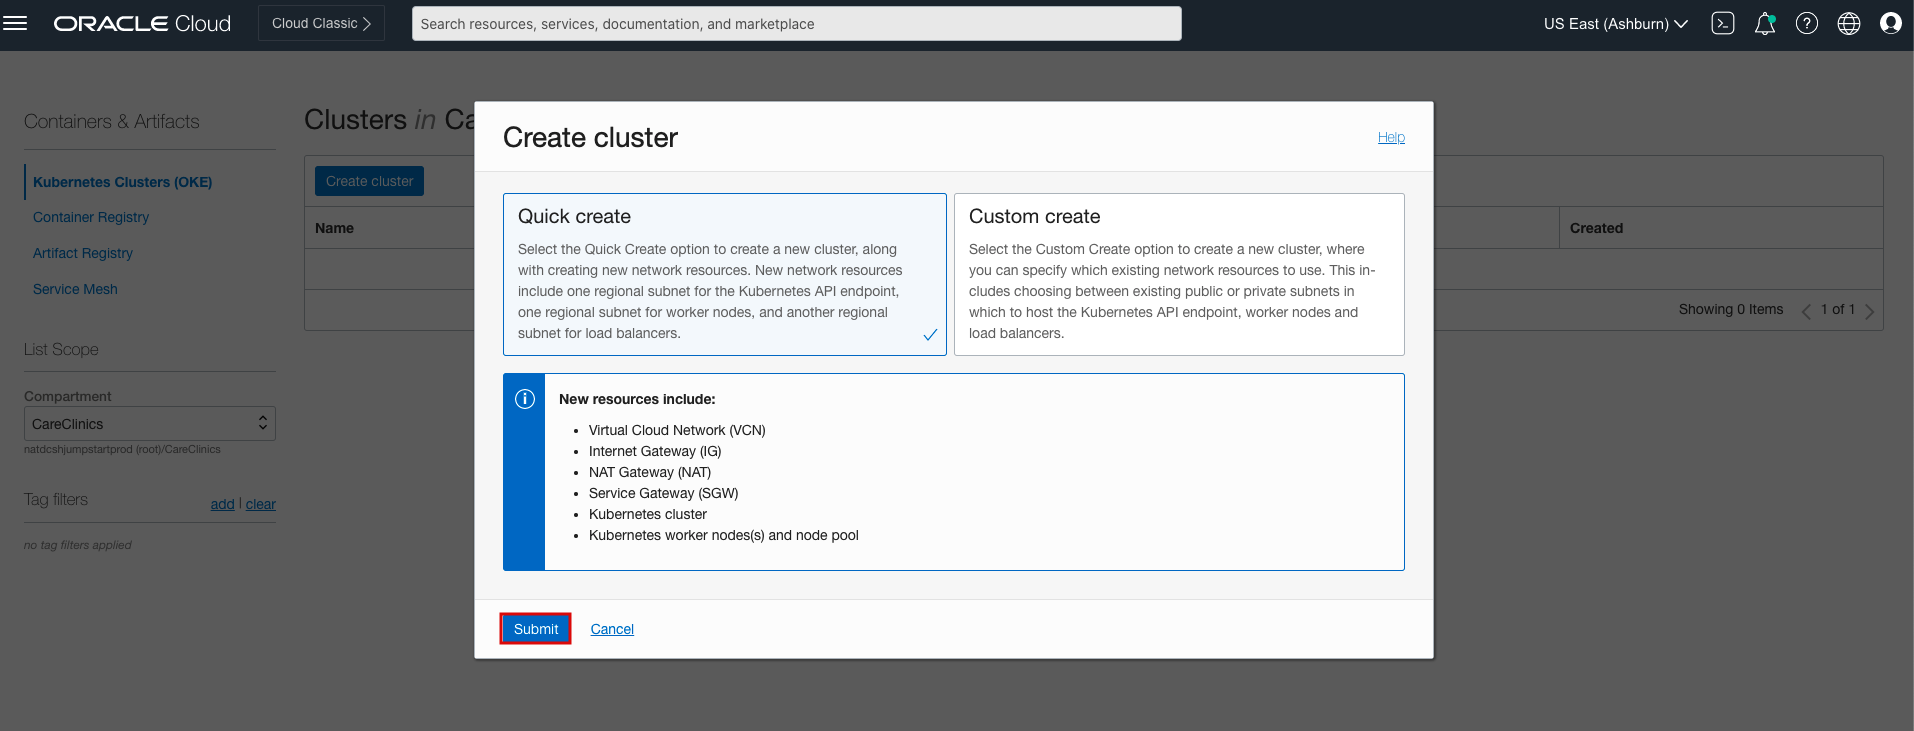 ORACLE Cloud
Cloud Classic
Search resources, services, documentation, and marketplace
US East (Ashburn)
Containers & Artifacts
Kubernetes Clusters (OKE)
Container Registry
Artifact Registry
Service Mesh
List Scope
Compartment
CareClinics
natdcshjumpstartprod (root)/CareClinics
Tag filters
add | clear
no tag filters applied
Clusters in Ca
Create cluster
Name
Created
Showing 0 Items
1 of 1
Create cluster
Help
Quick create
Select the Quick Create option to create a new cluster, along
with creating new network resources. New network resources
include one regional subnet for the Kubernetes API endpoint,
one regional subnet for worker nodes, and another regional
subnet for load balancers.
Custom create
Select the Custom Create option to create a new cluster, where
you can specify which existing network resources to use. This in-
cludes choosing between existing public or private subnets in
which to host the Kubernetes API endpoint, worker nodes and
load balancers.
New resources include:
• Virtual Cloud Network (VCN)
• Internet Gateway (IG)
• NAT Gateway (NAT)
• Service Gateway (SGW)
• Kubernetes cluster
• Kubernetes worker nodes(s) and node pool
Submit
Cancel